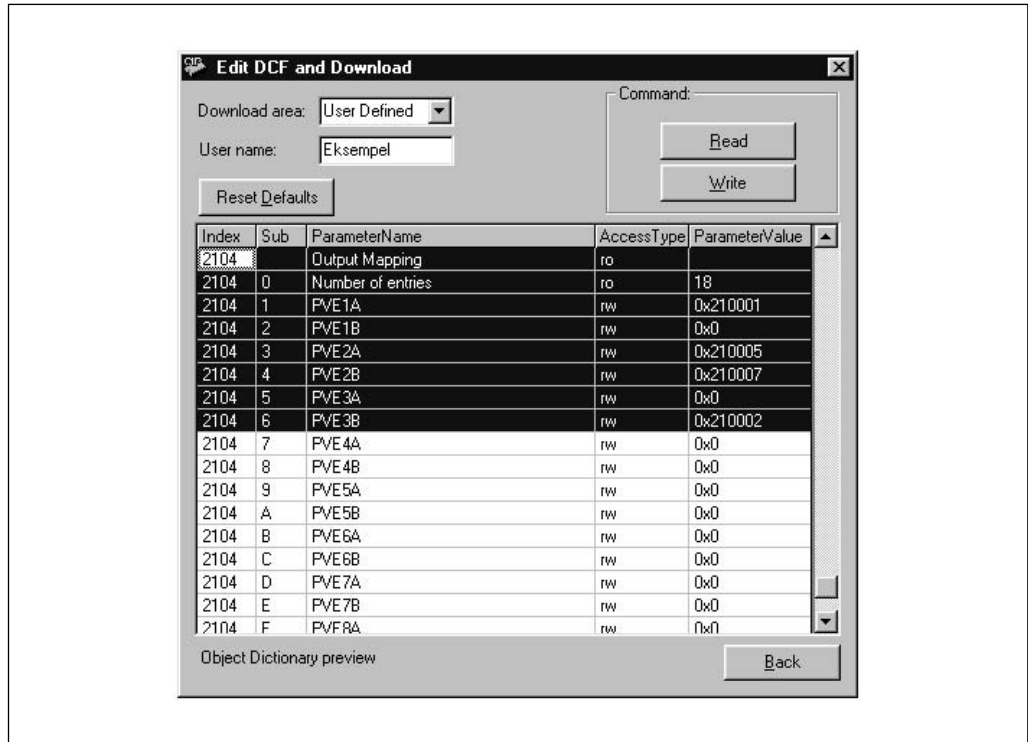 Edit DCF and Download
Download area: User Defined
Command:
User name: Eksempel
Read
Write
Reset Defaults
Index Sub ParameterName AccessType ParameterValue
2104 Output Mapping ro
2104 0 Number of entries ro 18
2104 1 PVE1A rw 0x210001
2104 2 PVE1B rw 0x0
2104 3 PVE2A rw 0x210005
2104 4 PVE2B rw 0x210007
2104 5 PVE3A rw 0x0
2104 6 PVE3B rw 0x210002
2104 7 PVE4A rw 0x0
2104 8 PVE4B rw 0x0
2104 9 PVE5A rw 0x0
2104 A PVE5B rw 0x0
2104 B PVE6A rw 0x0
2104 C PVE6B rw 0x0
2104 D PVE7A rw 0x0
2104 E PVE7B rw 0x0
2104 F PVE8A rw 0x0
Object Dictionary preview
Back